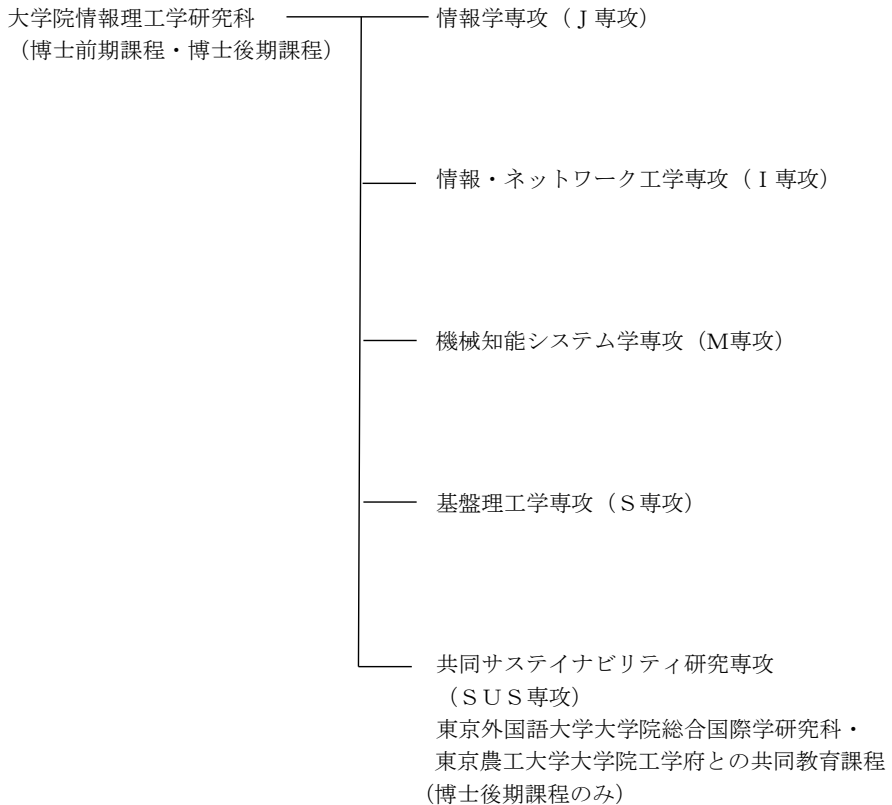 大学院情報理工学研究科
（博士前期課程・博士後期課程）
情報学専攻（Ｊ専攻）
情報・ネットワーク工学専攻（Ｉ専攻）
機械知能システム学専攻（M専攻）
基盤理工学専攻（Ｓ専攻）
共同サステイナビリティ研究専攻
（ＳＵＳ専攻）
東京外国語大学大学院総合国際学研究科・
東京農工大学大学院工学府との共同教育課程
（博士後期課程のみ）